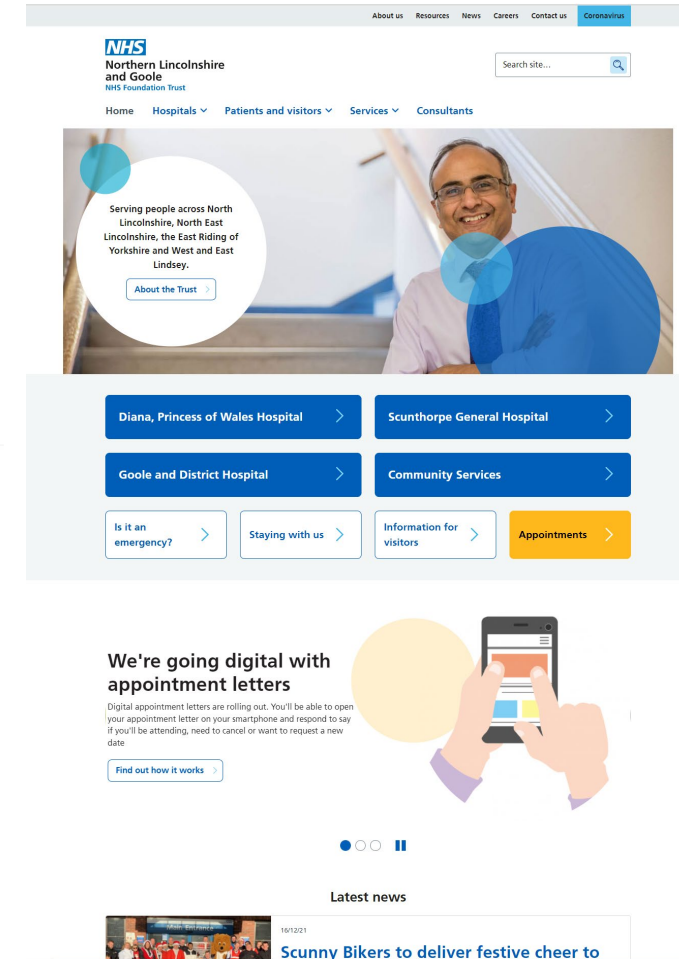 About us Resources News Careers Contact us Coronavirus
NHS
Northern Lincolnshire
and Goole
NHS Foundation Trust
Search site...
Home Hospitals Patients and visitors Services Consultants
Serving people across North
Lincolnshire, North East
Lincolnshire, the East Riding of
Yorkshire and West and East
Lindsey.
About the Trust
Diana, Princess of Wales Hospital
Scunthorpe General Hospital
Goole and District Hospital
Community Services
Is it an
emergency?
Staying with us
Information for
visitors
Appointments
We're going digital with
appointment letters
Digital appointment letters are rolling out. You'll be able to open
your appointment letter on your smartphone and respond to say
if you'll be attending, need to cancel or want to request a new
date
Find out how it works
Latest news
Main Entrance
16/12/21
Scunny Bikers to deliver festive cheer to